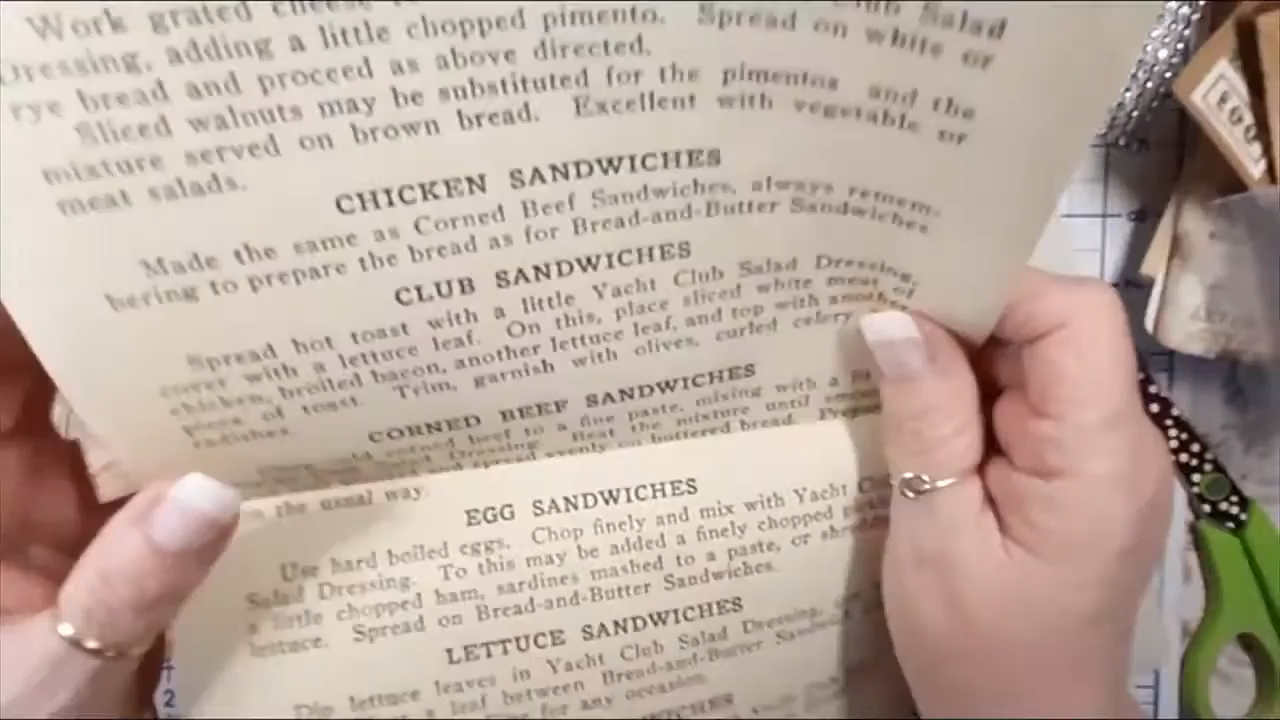 Work grated cheese Club Salad
Dressing, adding a little chopped pimento. Spread on white or
rye bread and proceed as above directed.
Sliced walnuts may be substituted for the pimentos and the
mixture served on brown bread. Excellent with vegetable or
meat salads.
CHICKEN SANDWICHES
Made the same as Corned Beef Sandwiches, always remem-
bering to prepare the bread as for Bread-and-Butter Sandwiches
CLUB SANDWICHES
Spread hot toast with a little Yacht Club Salad Dressing,
cover with a lettuce leaf. On this, place sliced white meat of
chicken, broiled bacon, another lettuce leaf, and top with another
piece of toast. Trim, garnish with olives, curled celery
radishes.
CORNED BEEF SANDWICHES
corned beef to a fine paste, mixing with a
Dressing. Beat the mixture until
and spread evenly on buttered bread.
the usual way.
EGG SANDWICHES
Use hard boiled eggs. Chop finely and mix with Yacht
Salad Dressing. To this may be added a finely chopped
a little chopped ham, sardines mashed to a paste, or
lettuce. Spread on Bread-and-Butter Sandwiches.
LETTUCE SANDWICHES
Dip lettuce leaves in Yacht Club Salad Dressing,
a leaf between Bread-and-Butter
for any occasion.
2